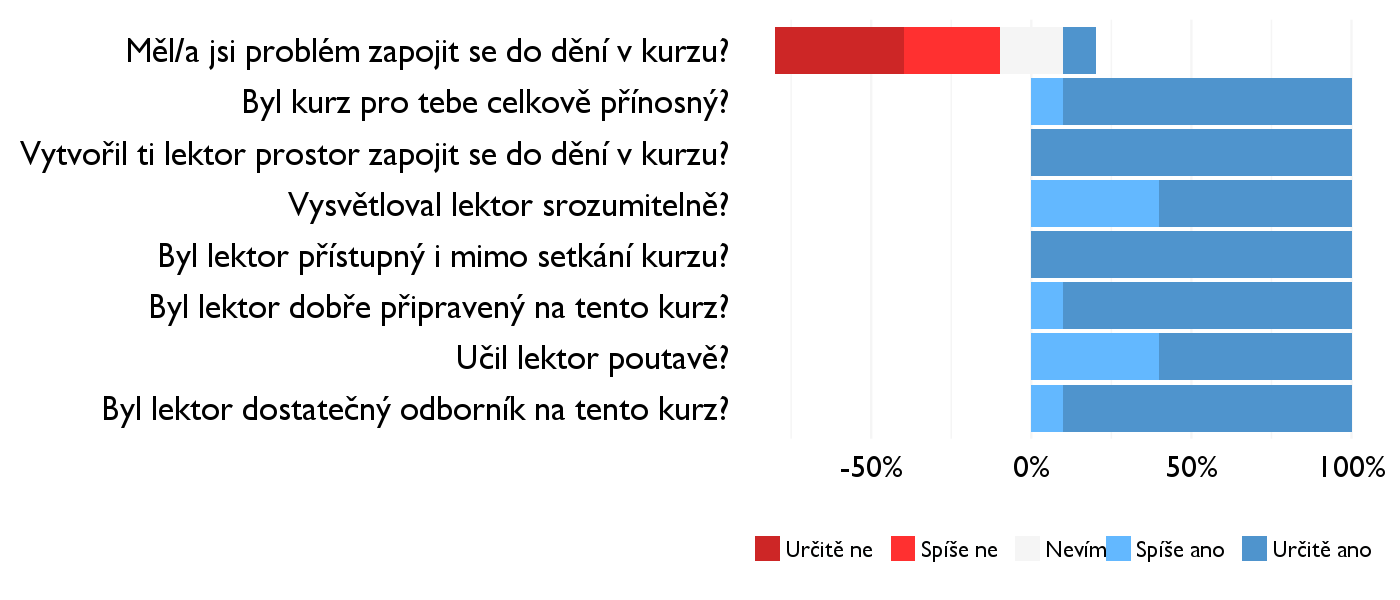 Měl/a jsi problém zapojit se do dění v kurzu?
Byl kurz pro tebe celkově přínosný?
Vytvořil ti lektor prostor zapojit se do dění v kurzu?
Vysvětloval lektor srozumitelně?
Byl lektor přístupný i mimo setkání kurzu?
Byl lektor dobře připravený na tento kurz?
Učil lektor poutavě?
Byl lektor dostatečný odborník na tento kurz?
-50% 0% 50% 100%
Určitě ne Spíše ne Nevím Spíše ano Určitě ano